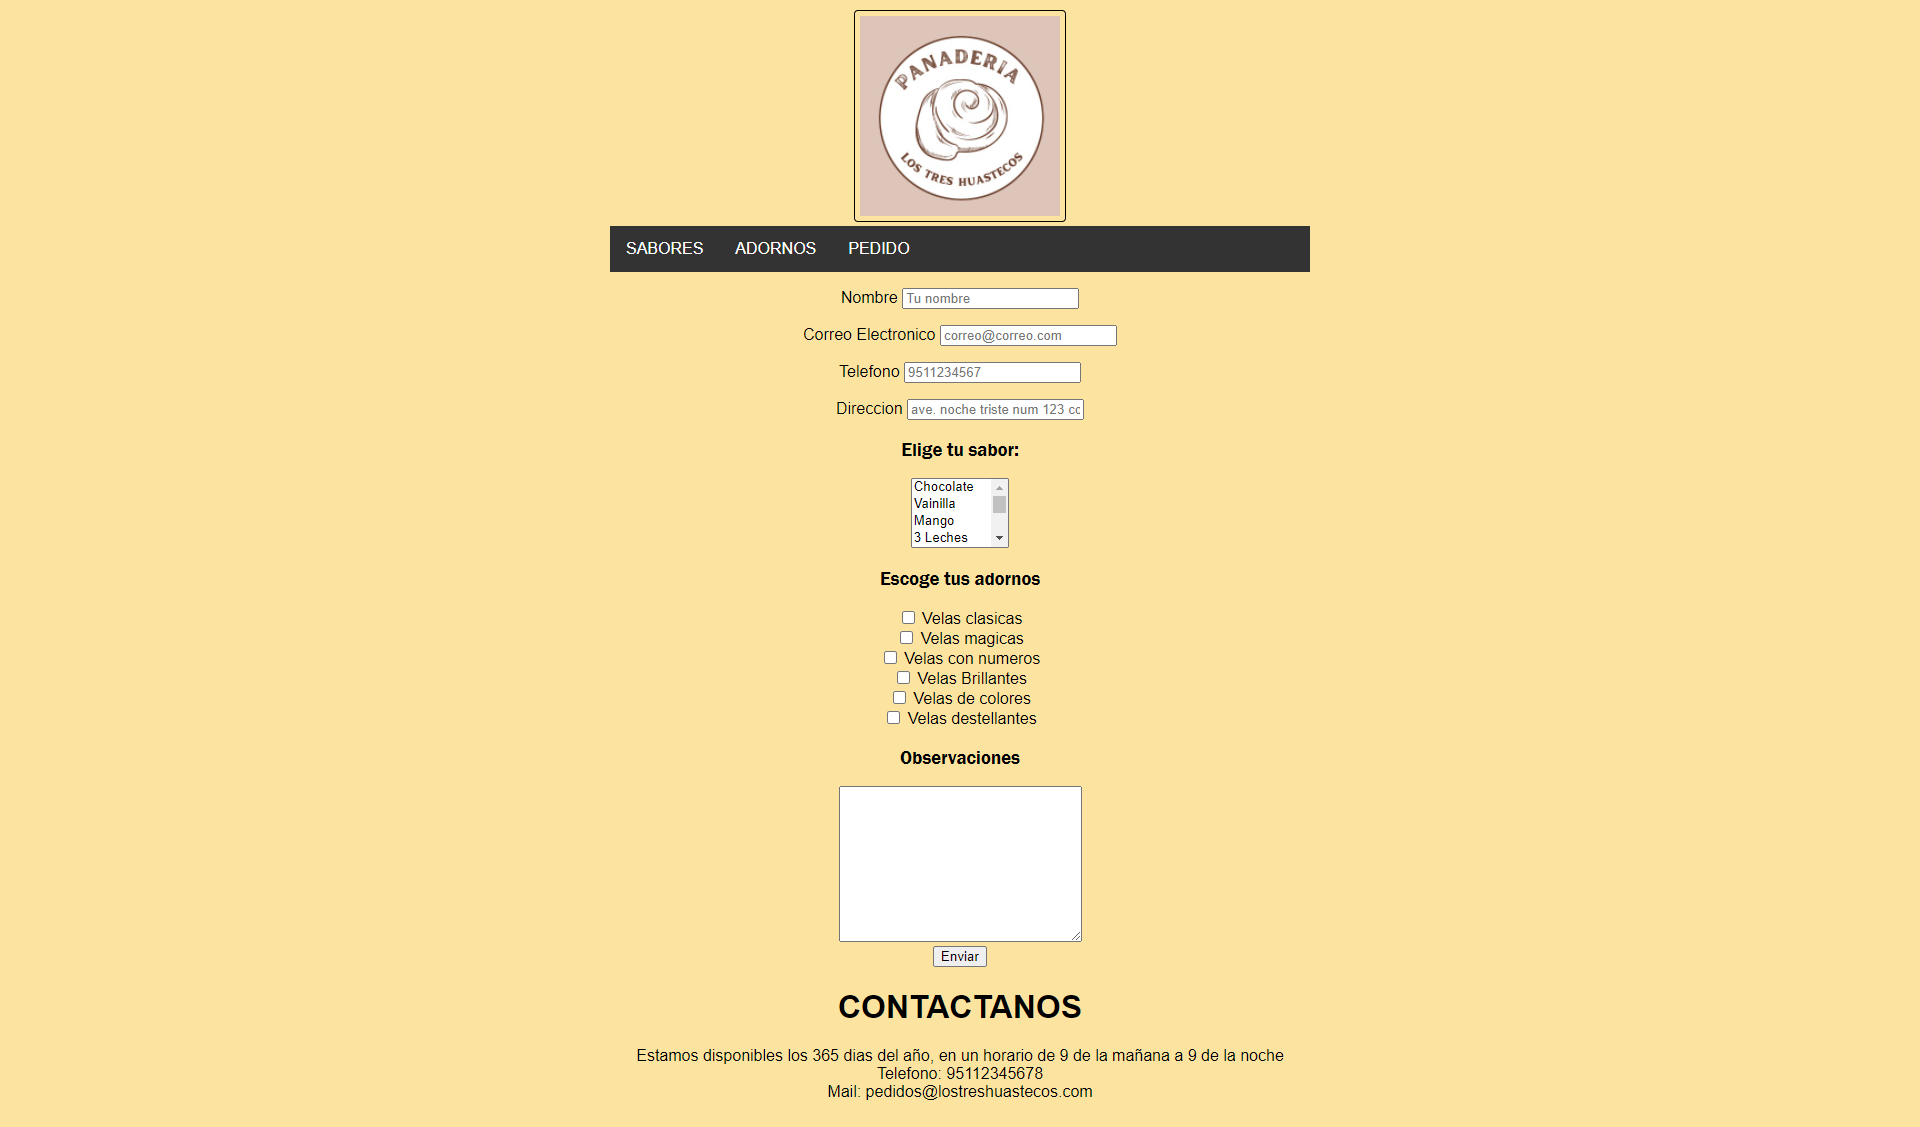 PANADERIA
LOS TRES HUASTECOS
SABORES ADORNOS PEDIDO
Nombre Tu nombre
Correo Electronico correo@correo.com
Telefono 9511234567
Direccion ave. noche triste num 123 cc
Elige tu sabor:
Chocolate
Vainilla
Mango
3 Leches
Escoge tus adornos
Velas clasicas
Velas magicas
Velas con numeros
Velas Brillantes
Velas de colores
Velas destellantes
Observaciones
Enviar
CONTACTANOS
Estamos disponibles los 365 dias del año, en un horario de 9 de la mañana a 9 de la noche
Telefono: 95112345678
Mail: pedidos@lostreshuastecos.com